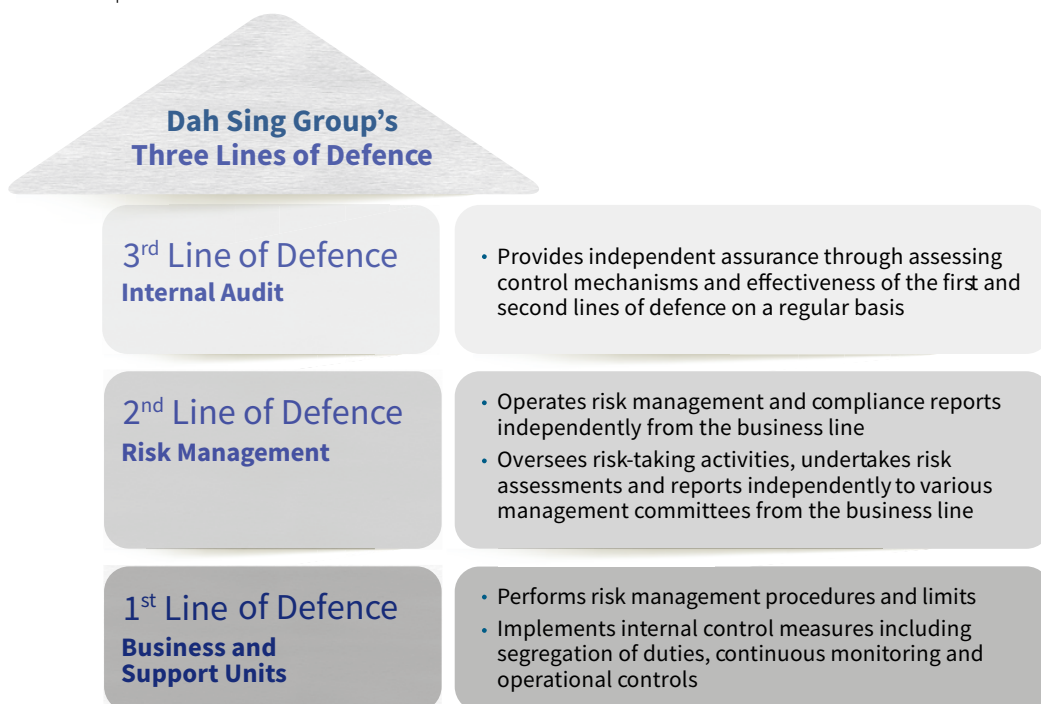 Dah Sing Group’s
Three Lines of Defence
3rd Line of Defence
Internal Audit
• Provides independent assurance through assessing
control mechanisms and effectiveness of the first and
second lines of defence on a regular basis
2nd Line of Defence
Risk Management
• Operates risk management and compliance reports
independently from the business line
• Oversees risk-taking activities, undertakes risk
assessments and reports independently to various
management committees from the business line
1st Line of Defence
Business and
Support Units
• Performs risk management procedures and limits
• Implements internal control measures including
segregation of duties, continuous monitoring and
operational controls